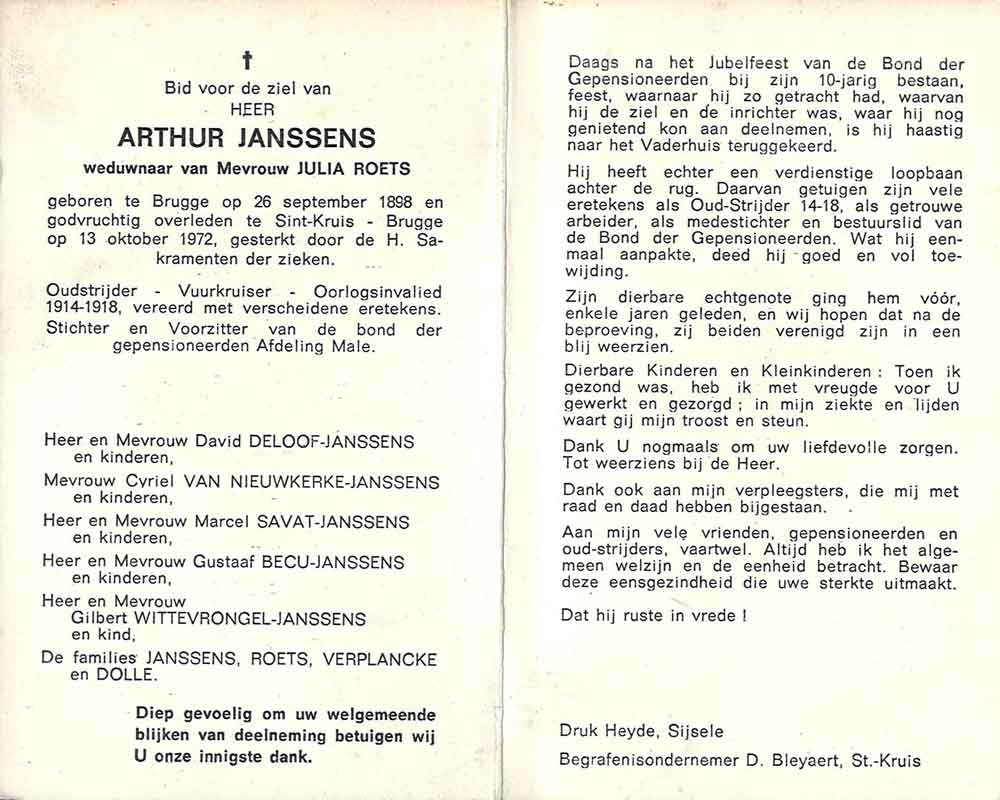 Bid voor de ziel van
HEER
ARTHUR JANSSENS
weduwnaar van Mevrouw JULIA ROETS
geboren te Brugge op 26 september 1898 en
godvruchtig overleden te Sint-Kruis - Brugge
op 13 oktober 1972, gesterkt door de H. Sa-
kramenten der zieken.
Oudstrijder - Vuurkruiser - Oorlogsinvalied
1914-1918, vereerd met verscheidene eretekens.
Stichter en Voorzitter van de bond der
gepensioneerden Afdeling Male.
Heer en Mevrouw David DELOOF-JANSSENS
en kinderen,
Mevrouw Cyriel VAN NIEUWKERKE-JANSSENS
en kinderen,
Heer en Mevrouw Marcel SAVAT-JANSSENS
en kinderen,
Heer en Mevrouw Gustaaf BECU-JANSSENS
en kinderen,
Heer en Mevrouw
Gilbert WITTEVRONGEL-JANSSENS
en kind,
De families JANSSENS, ROETS, VERPLANCKE
en DOLLE.
Diep gevoelig om uw welgemeende
blijken van deelneming betuigen wij
U onze innigste dank.
Daags na het Jubelfeest van de Bond der
Gepensioneerden bij zijn 10-jarig bestaan,
feest, waarnaar hij zo getracht had, waarvan
hij de ziel en de inrichter was, waar hij nog
genietend kon aan deelnemen, is hij haastig
naar het Vaderhuis teruggekeerd.
Hij heeft echter een verdienstige loopbaan
achter de rug. Daarvan getuigen zijn vele
eretekens als Oud-Strijder 14-18, als getrouwe
arbeider, als medestichter en bestuurslid van
de Bond der Gepensioneerden. Wat hij een-
maal aanpakte, deed hij goed en vol toe-
wijding.
Zijn dierbare echtgenote ging hem vóór,
enkele jaren geleden, en wij hopen dat na de
beproeving, zij beiden verenigd zijn in een
blij weerzien.
Dierbare Kinderen en Kleinkinderen : Toen ik
gezond was, heb ik met vreugde voor U
gewerkt en gezorgd ; in mijn ziekte en lijden
waart gij mijn troost en steun.
Dank U nogmaals om uw liefdevolle zorgen.
Tot weerziens bij de Heer.
Dank ook aan mijn verpleegsters, die mij met
raad en daad hebben bijgestaan.
Aan mijn vele vrienden, gepensioneerden en
oud-strijders, vaartwel. Altijd heb ik het alge-
meen welzijn en de eenheid betracht. Bewaar
deze eensgezindheid die uwe sterkte uitmaakt.
Dat hij ruste in vrede !
Druk Heyde, Sijsele
Begrafenisondernemer D. Bleyaert, St.-Kruis